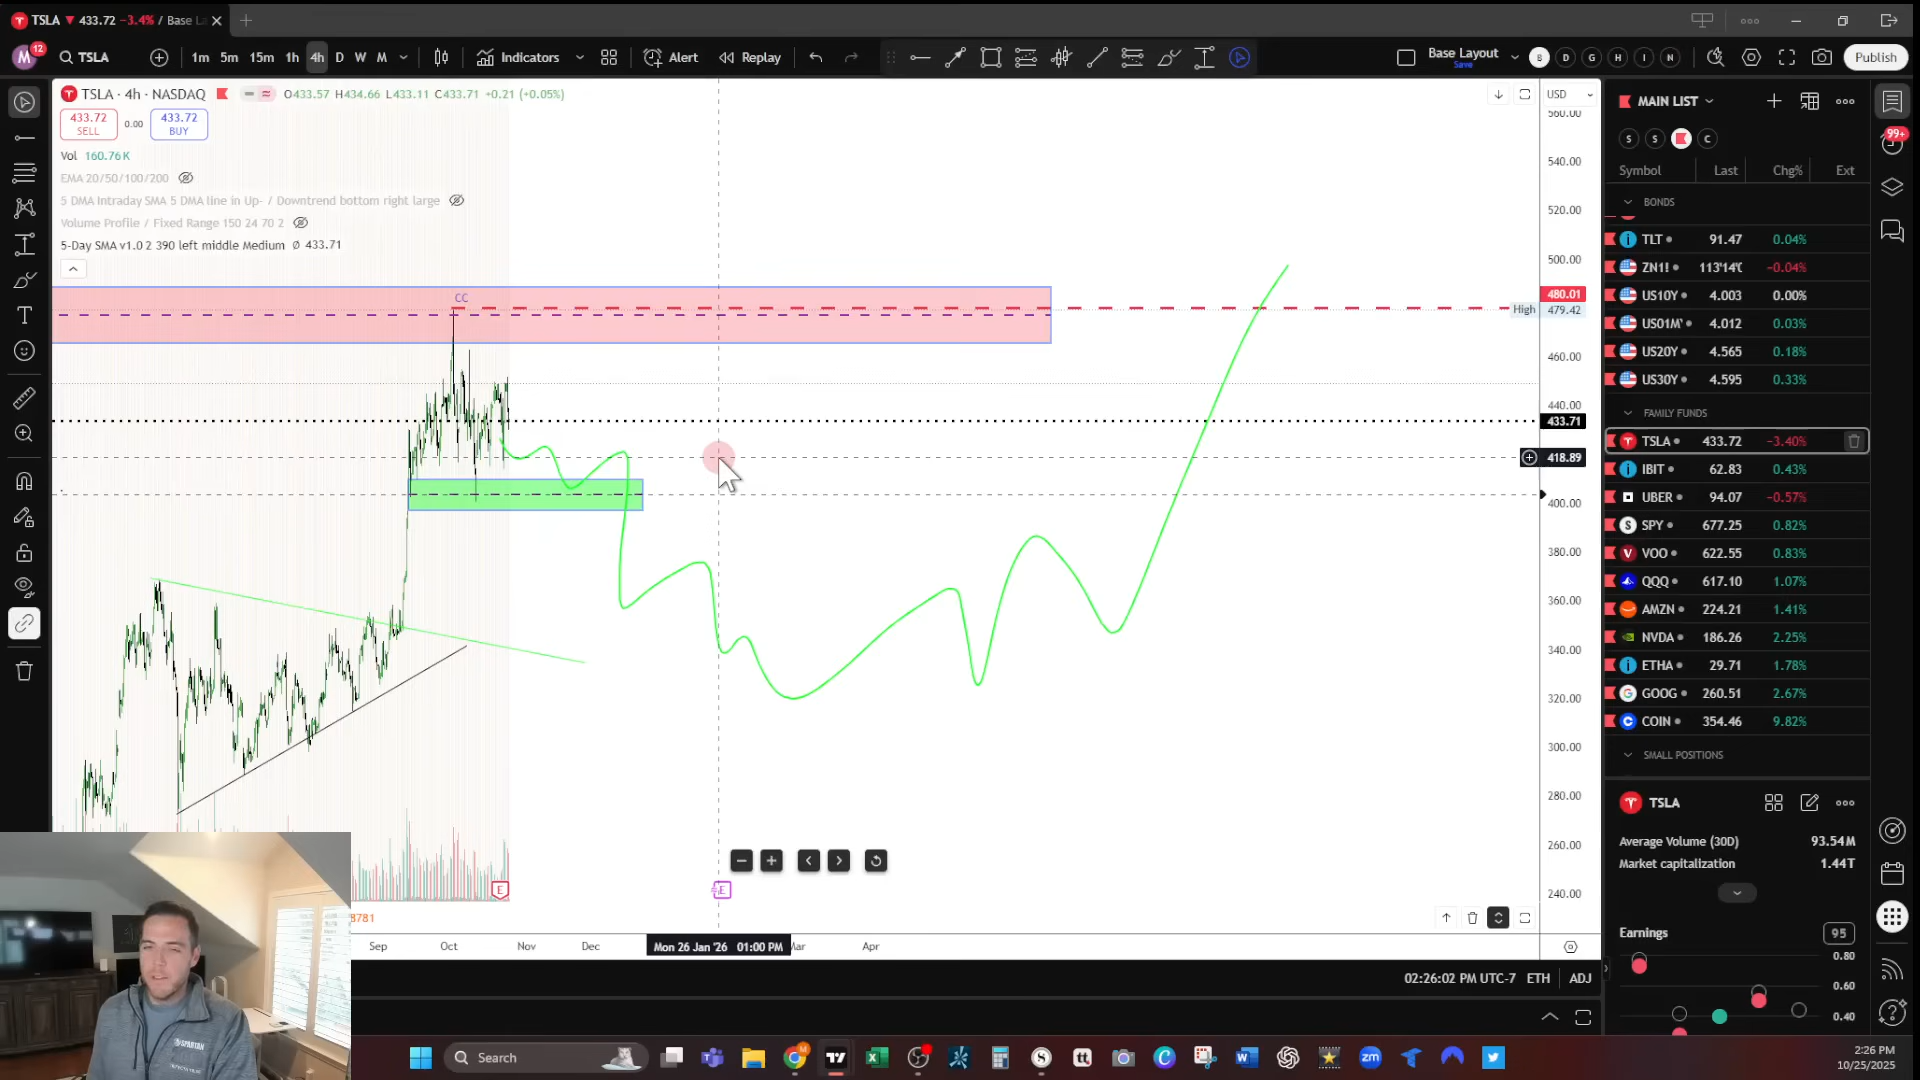 TSLA 433.72 -3.4% / Base La
M 12 TSLA 1m 5m 15m 1h 4h D W M Indicators Alert Replay Base Layout Save B D G H I N Publish
TSLA · 4h · NASDAQ O433.57 H434.66 L433.11 C433.71 +0.21 (+0.05%)
433.72 SELL 0.00 433.72 BUY
Vol 160.76K
EMA 20/50/100/200
5 DMA Intraday SMA 5 DMA line in Up- / Downtrend bottom right large
Volume Profile / Fixed Range 150 24 70 2
5-Day SMA v1.0 2 390 left middle Medium Ø 433.71
CC
USD
560.00
540.00
520.00
500.00
480.01
High 479.42
460.00
440.00
433.71
418.89
400.00
380.00
360.00
340.00
320.00
300.00
280.00
260.00
240.00
E
E
8781
Sep Oct Nov Dec Mon 26 Jan '26 01:00 PM Mar Apr
02:26:02 PM UTC-7 ETH ADJ
MAIN LIST
S S C
99+
Symbol Last Chg% Ext
BONDS
TLT 91.47 0.04%
ZN1! 113'14'0 -0.04%
US10Y 4.003 0.00%
US01MY 4.012 0.03%
US20Y 4.565 0.18%
US30Y 4.595 0.33%
FAMILY FUNDS
TSLA 433.72 -3.40%
IBIT 62.83 0.43%
UBER 94.07 -0.57%
SPY 677.25 0.82%
VOO 622.55 0.83%
QQQ 617.10 1.07%
AMZN 224.21 1.41%
NVDA 186.26 2.25%
ETHA 29.71 1.78%
GOOG 260.51 2.67%
COIN 354.46 9.82%
SMALL POSITIONS
TSLA
Average Volume (30D) 93.54M
Market capitalization 1.44T
Earnings 95
0.80
0.60
0.40
SPARTAN
Search
2:26 PM
10/25/2025